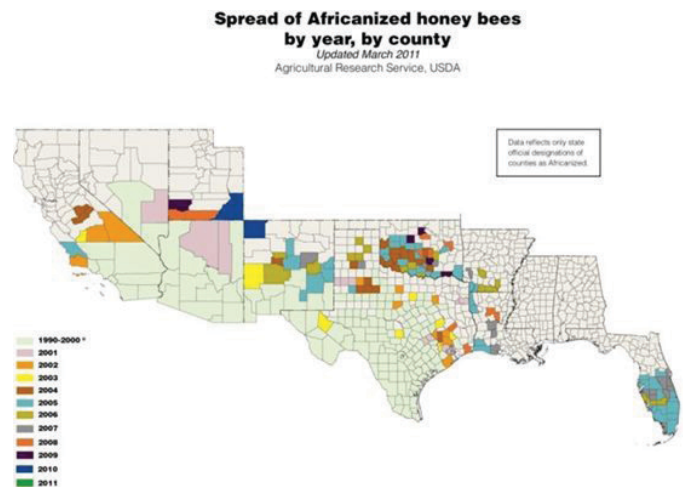 Spread of Africanized honey bees
by year, by county
Updated March 2011
Agricultural Research Service, USDA
Data reflects only state
official designations of
counties as Africanized.
1990-2000 *
2001
2002
2003
2004
2005
2006
2007
2008
2009
2010
2011